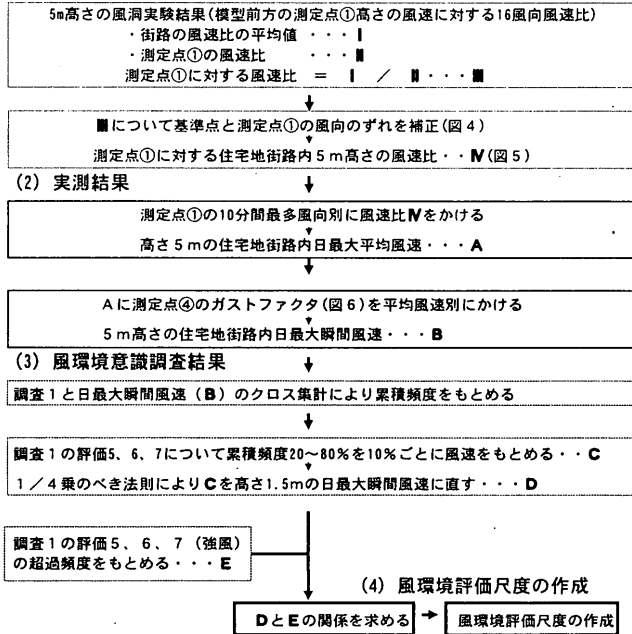 5m高さの風洞実験結果(模型前方の測定点①高さの風速に対する16風向風速比)
・街路の風速比の平均値 ・・・Ⅰ
・測定点①の風速比 ・・・Ⅱ
測定点①に対する風速比 = Ⅰ / Ⅱ・・・Ⅲ
Ⅲについて基準点と測定点①の風向のずれを補正(図4)
測定点①に対する住宅地街路内5m高さの風速比・・Ⅳ(図5)
(2) 実測結果
測定点①の10分間最多風向別に風速比Ⅳをかける
高さ5mの住宅地街路内日最大平均風速・・・A
Aに測定点④のガストファクタ(図6)を平均風速別にかける
5m高さの住宅地街路内日最大瞬間風速・・・B
(3) 風環境意識調査結果
調査1と日最大瞬間風速(B)のクロス集計により累積頻度をもとめる
調査1の評価5、6、7について累積頻度20~80%を10%ごとに風速をもとめる・・C
1/4乗のべき法則によりCを高さ1.5mの日最大瞬間風速に直す・・・D
調査1の評価5、6、7(強風)
の超過頻度をもとめる・・・E
(4) 風環境評価尺度の作成
DとEの関係を求める → 風環境評価尺度の作成